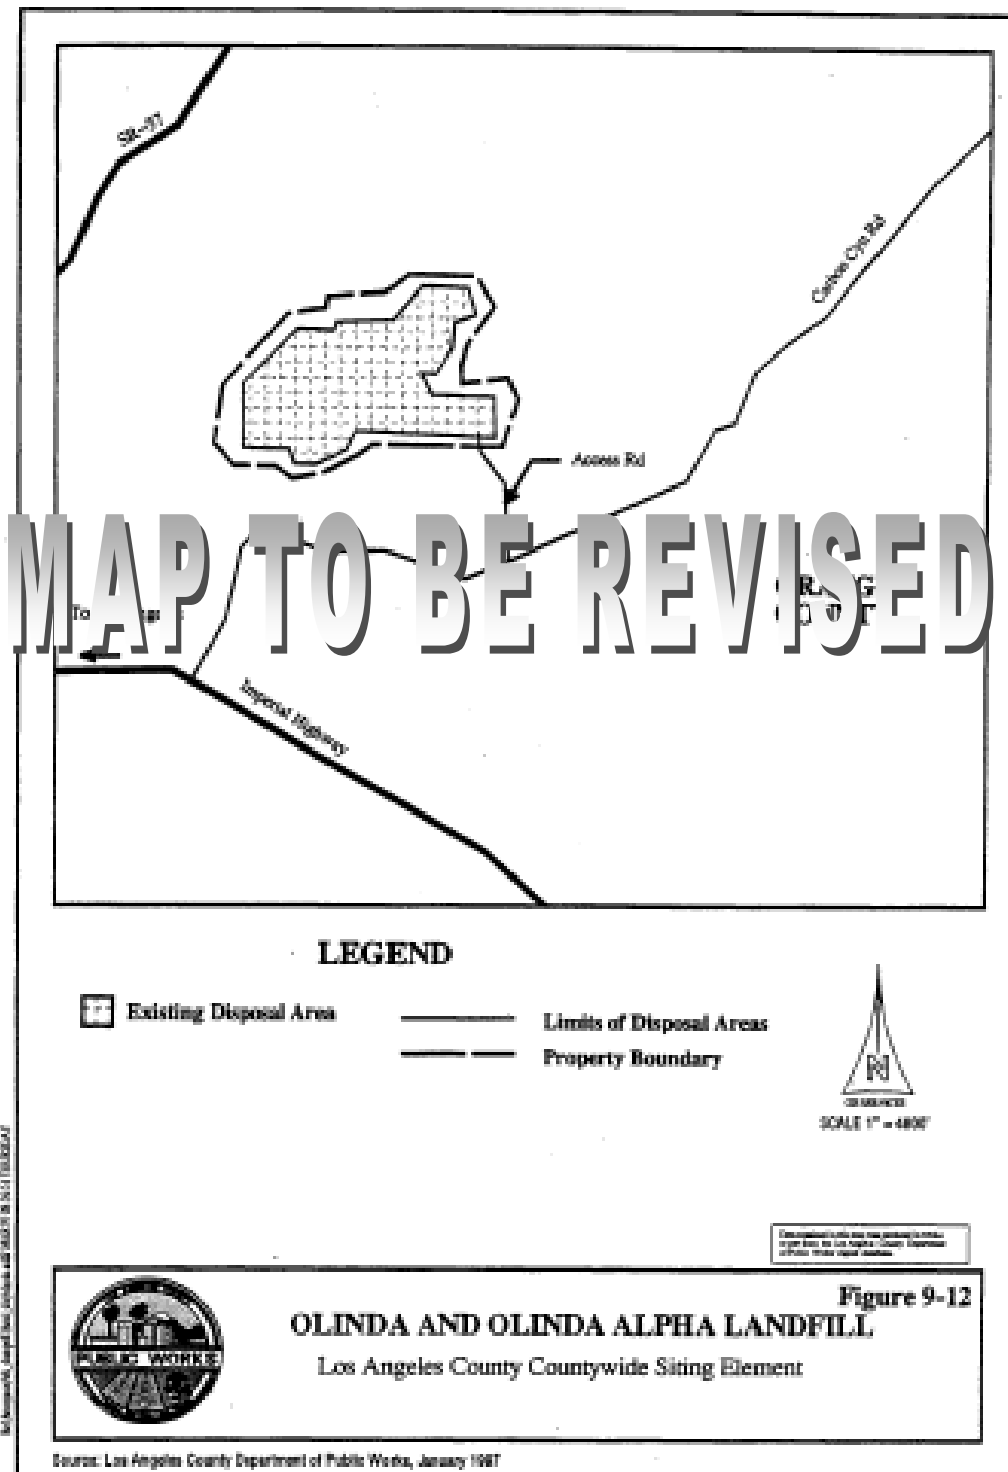 SR-57
Carbon Cyn Rd
Access Rd
MAP TO BE REVISED
To
Imperial Highway
LEGEND
Existing Disposal Area
Limits of Disposal Areas
Property Boundary
N
SCALE 1" = 4800'
Figure 9-12
OLINDA AND OLINDA ALPHA LANDFILL
Los Angeles County Countywide Siting Element
PUBLIC WORKS
Source: Los Angeles County Department of Public Works, January 1997